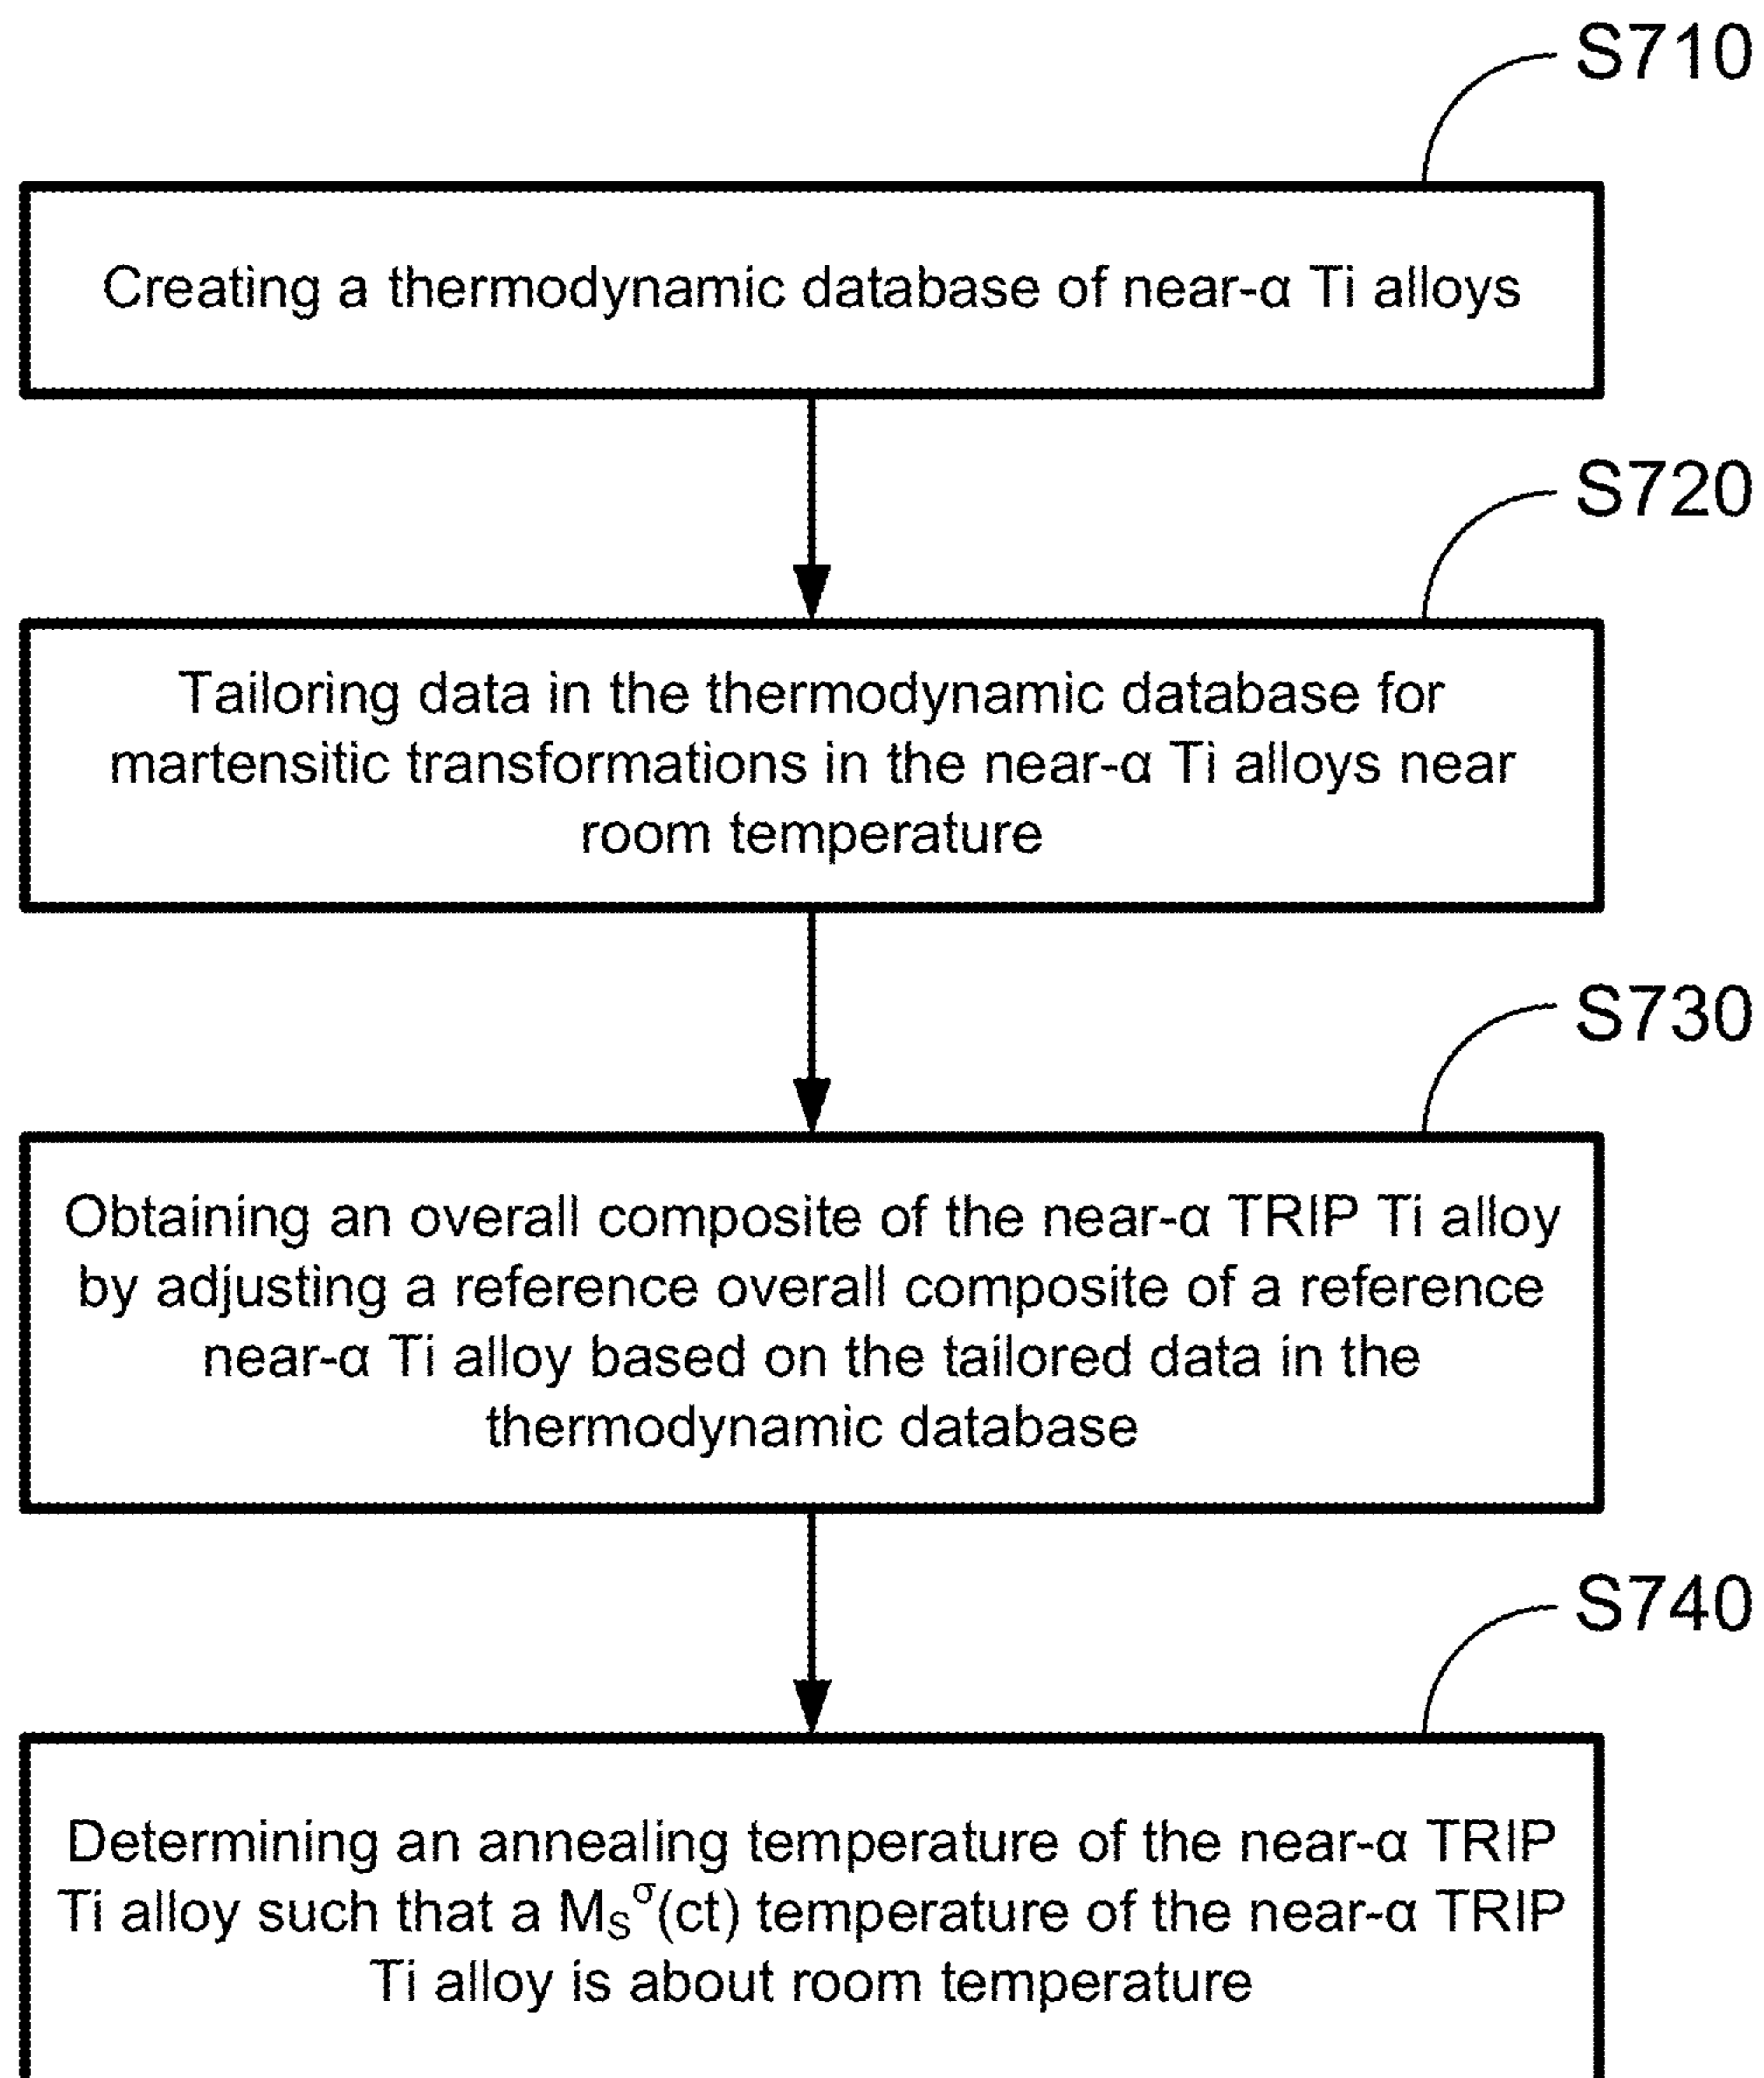 S710
Creating a thermodynamic database of near-α Ti alloys
S720
Tailoring data in the thermodynamic database for
martensitic transformations in the near-α Ti alloys near
room temperature
S730
Obtaining an overall composite of the near-α TRIP Ti alloy
by adjusting a reference overall composite of a reference
near-α Ti alloy based on the tailored data in the
thermodynamic database
S740
Determining an annealing temperature of the near-α TRIP
Ti alloy such that a Mₛ^σ(ct) temperature of the near-α TRIP
Ti alloy is about room temperature